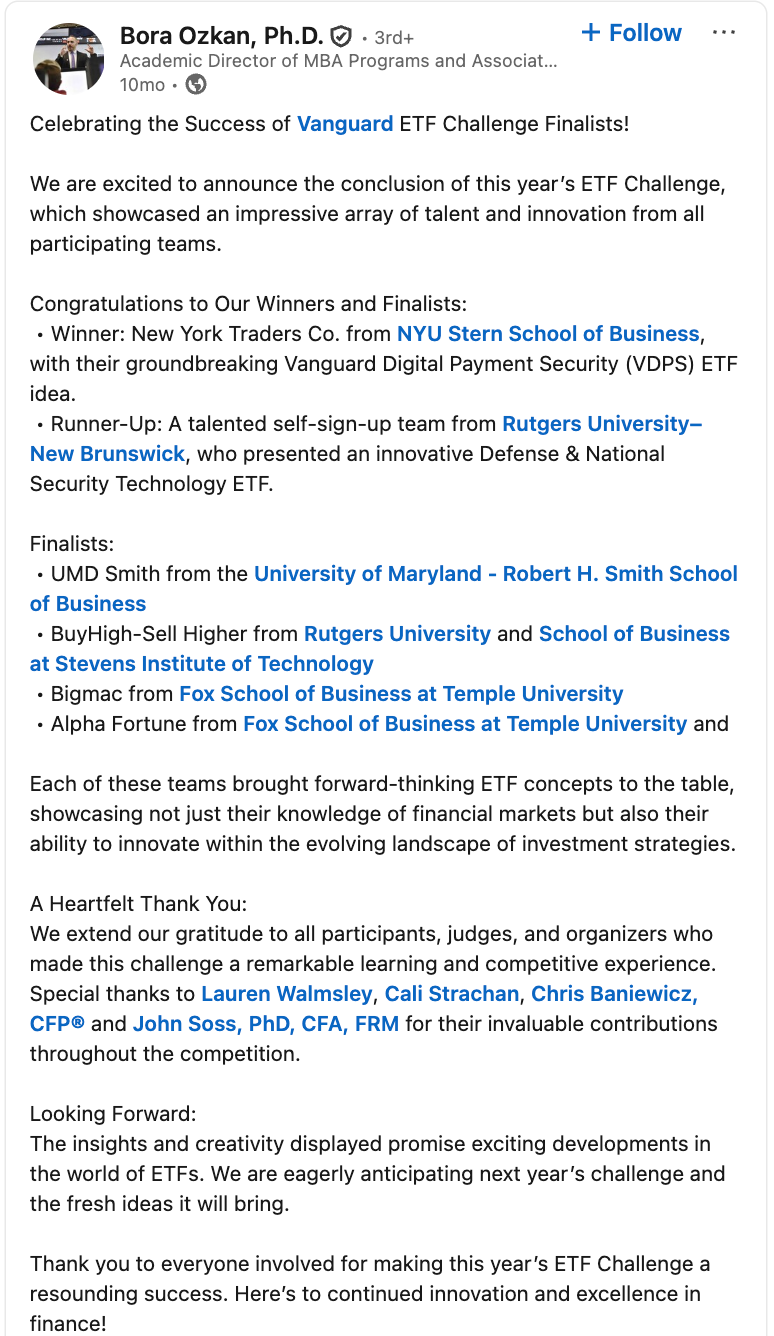 Bora Ozkan, Ph.D. • 3rd+
+ Follow ...
Academic Director of MBA Programs and Associat...
10mo •
Celebrating the Success of Vanguard ETF Challenge Finalists!
We are excited to announce the conclusion of this year’s ETF Challenge,
which showcased an impressive array of talent and innovation from all
participating teams.
Congratulations to Our Winners and Finalists:
• Winner: New York Traders Co. from NYU Stern School of Business,
with their groundbreaking Vanguard Digital Payment Security (VDPS) ETF
idea.
• Runner-Up: A talented self-sign-up team from Rutgers University–
New Brunswick, who presented an innovative Defense & National
Security Technology ETF.
Finalists:
• UMD Smith from the University of Maryland - Robert H. Smith School
of Business
• BuyHigh-Sell Higher from Rutgers University and School of Business
at Stevens Institute of Technology
• Bigmac from Fox School of Business at Temple University
• Alpha Fortune from Fox School of Business at Temple University and
Each of these teams brought forward-thinking ETF concepts to the table,
showcasing not just their knowledge of financial markets but also their
ability to innovate within the evolving landscape of investment strategies.
A Heartfelt Thank You:
We extend our gratitude to all participants, judges, and organizers who
made this challenge a remarkable learning and competitive experience.
Special thanks to Lauren Walmsley, Cali Strachan, Chris Baniewicz,
CFP® and John Soss, PhD, CFA, FRM for their invaluable contributions
throughout the competition.
Looking Forward:
The insights and creativity displayed promise exciting developments in
the world of ETFs. We are eagerly anticipating next year’s challenge and
the fresh ideas it will bring.
Thank you to everyone involved for making this year’s ETF Challenge a
resounding success. Here’s to continued innovation and excellence in
finance!